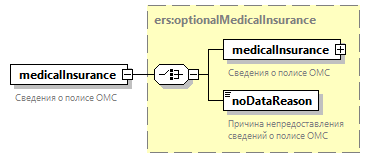 ers:optionalMedicalInsurance
medicalInsurance
Сведения о полисе ОМС
medicalInsurance
Сведения о полисе ОМС
noDataReason
Причина непредоставления
сведений о полисе ОМС